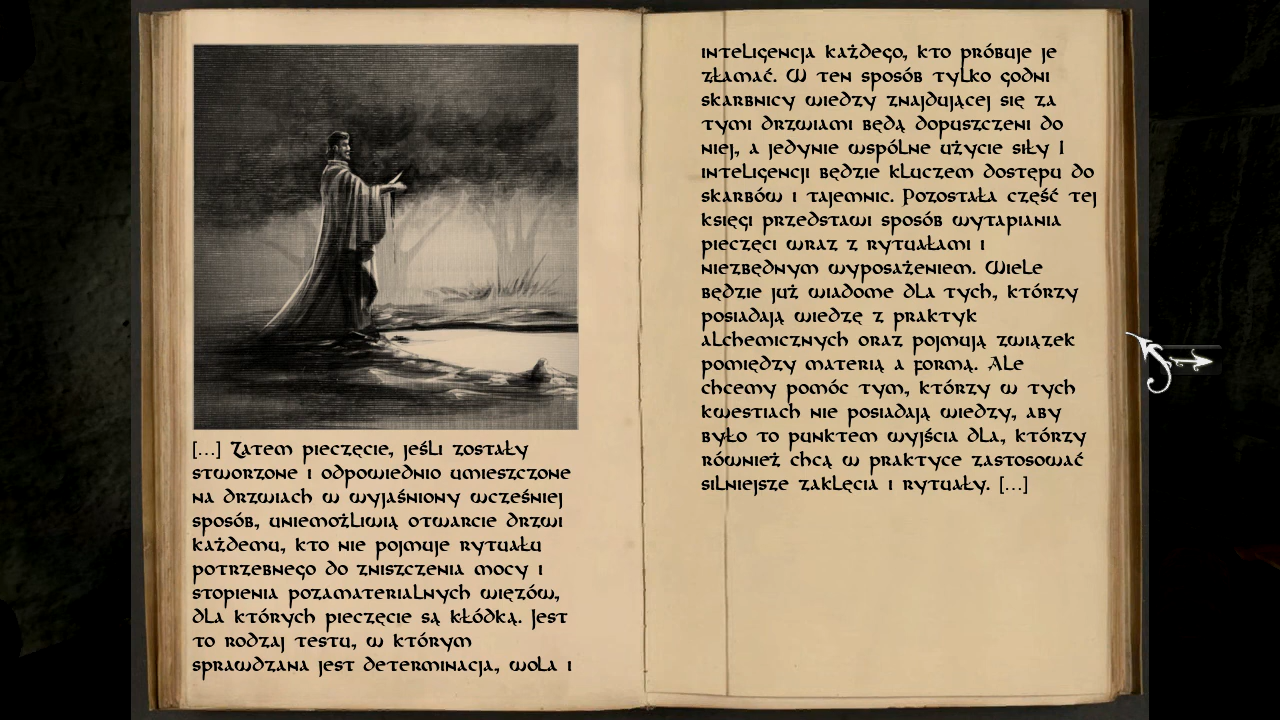 [...] Zatem pieczęcie, jeśli zostały
stworzone i odpowiednio umieszczone
na drzwiach w wyjaśniony wcześniej
sposób, uniemożliwią otwarcie drzwi
każdemu, kto nie pojmuje rytuału
potrzebnego do zniszczenia mocy i
stopienia pozamaterialnych więzów,
dla których pieczęcie są kłódką. Jest
to rodzaj testu, w którym
sprawdzana jest determinacja, wola i
inteligencja każdego, kto próbuje je
złamać. W ten sposób tylko godni
skarbnicy wiedzy znajdującej się za
tymi drzwiami będą dopuszczeni do
niej, a jedynie wspólne użycie siły I
inteligencji będzie kluczem dostępu do
skarbów i tajemnic. Pozostała część tej
księgi przedstawi sposób wytapiania
pieczęci wraz z rytuałami i
niezbędnym wyposażeniem. Wiele
będzie już wiadome dla tych, którzy
posiadają wiedzę z praktyk
alchemicznych oraz pojmują związek
pomiędzy materią a formą. Ale
chcemy pomóc tym, którzy w tych
kwestiach nie posiadają wiedzy, aby
było to punktem wyjścia dla, którzy
również chcą w praktyce zastosować
silniejsze zaklęcia i rytuały. [...]